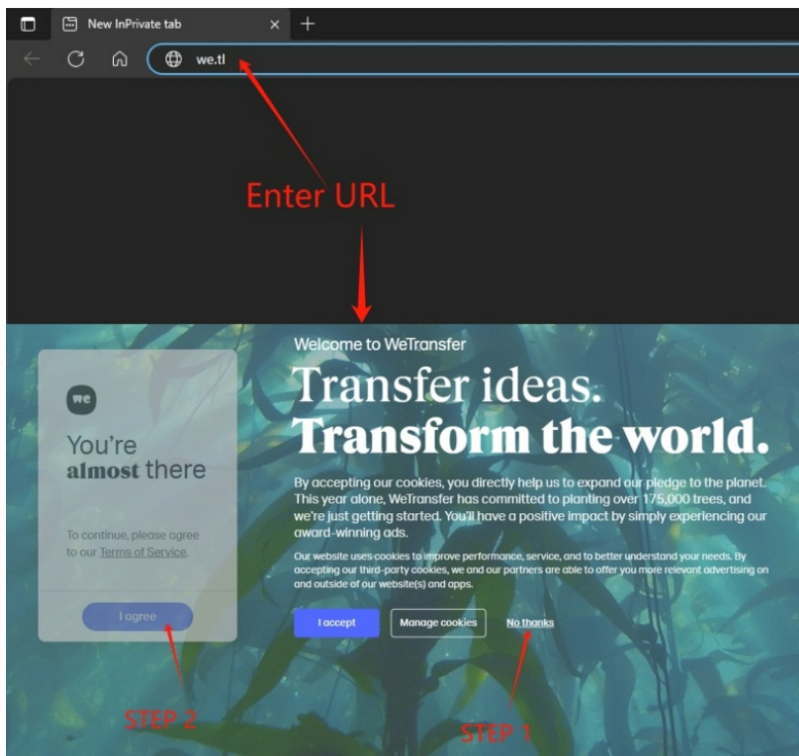 New InPrivate tab
we.tl
Enter URL
Welcome to WeTransfer
Transfer ideas.
Transform the world.
By accepting our cookies, you directly help us to expand our pledge to the planet.
This year alone, WeTransfer has committed to planting over 175,000 trees, and
we're just getting started. You'll have a positive impact by simply experiencing our
award-winning ads.
Our website uses cookies to improve performance, service, and to better understand your needs. By
accepting our third-party cookies, we and our partners are able to offer you more relevant advertising on
and outside of our website(s) and apps.
I accept
Manage cookies
No thanks
STEP 1
we
You're
almost there
To continue, please agree
to our Terms of Service.
I agree
STEP 2